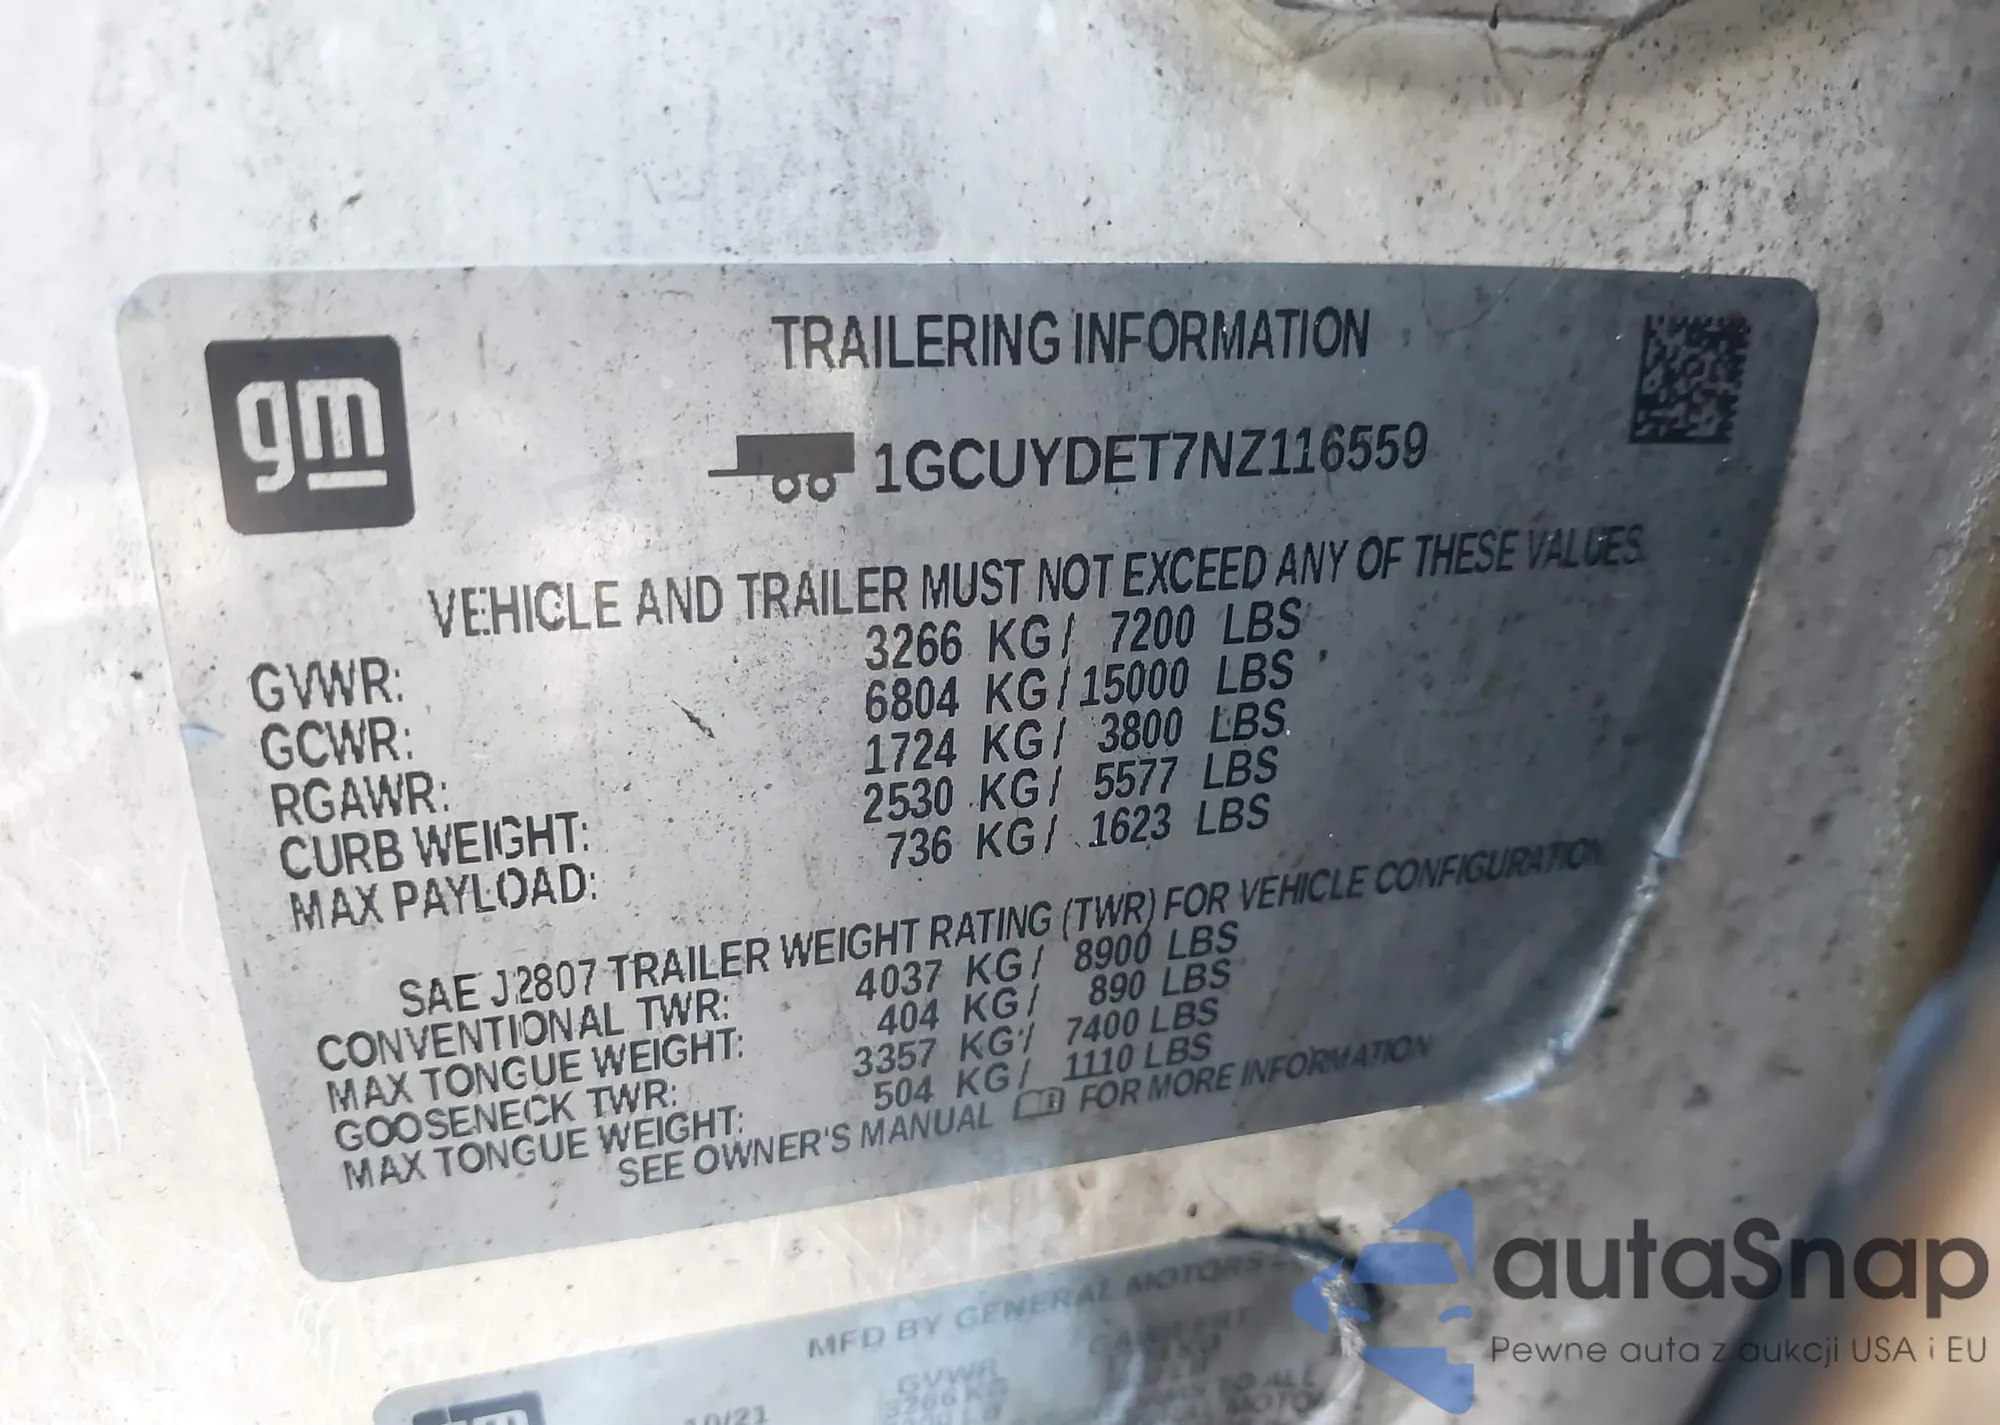 gm
TRAILERING INFORMATION
1GCUYDET7NZ116559
VEHICLE AND TRAILER MUST NOT EXCEED ANY OF THESE VALUES.
GVWR: 3266 KG / 7200 LBS
GCWR: 6804 KG / 15000 LBS
RGAWR: 1724 KG / 3800 LBS
CURB WEIGHT: 2530 KG / 5577 LBS
MAX PAYLOAD: 736 KG / 1623 LBS
SAE J2807 TRAILER WEIGHT RATING (TWR) FOR VEHICLE CONFIGURATION
CONVENTIONAL TWR: 4037 KG / 8900 LBS
MAX TONGUE WEIGHT: 404 KG / 890 LBS
GOOSENECK TWR: 3357 KG / 7400 LBS
MAX TONGUE WEIGHT: 504 KG / 1110 LBS
SEE OWNER'S MANUAL FOR MORE INFORMATION
MFD BY GENERAL MOTORS
GVWR
3266 KG
10/21
TO ALL
autaSnap
Pewne auta z aukcji USA i EU